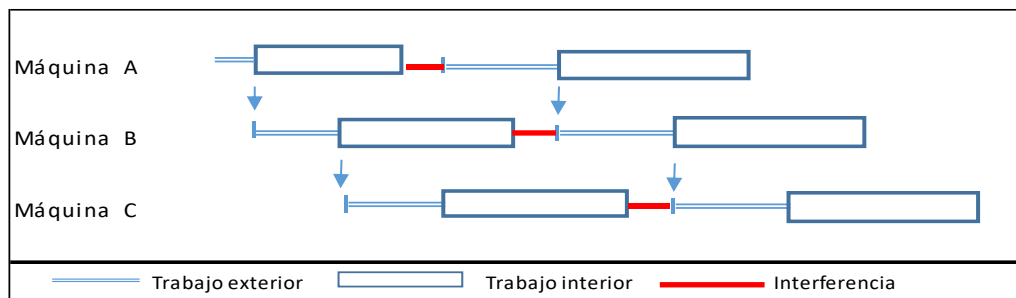 Máquina A
Máquina B
Máquina C
Trabajo exterior Trabajo interior Interferencia